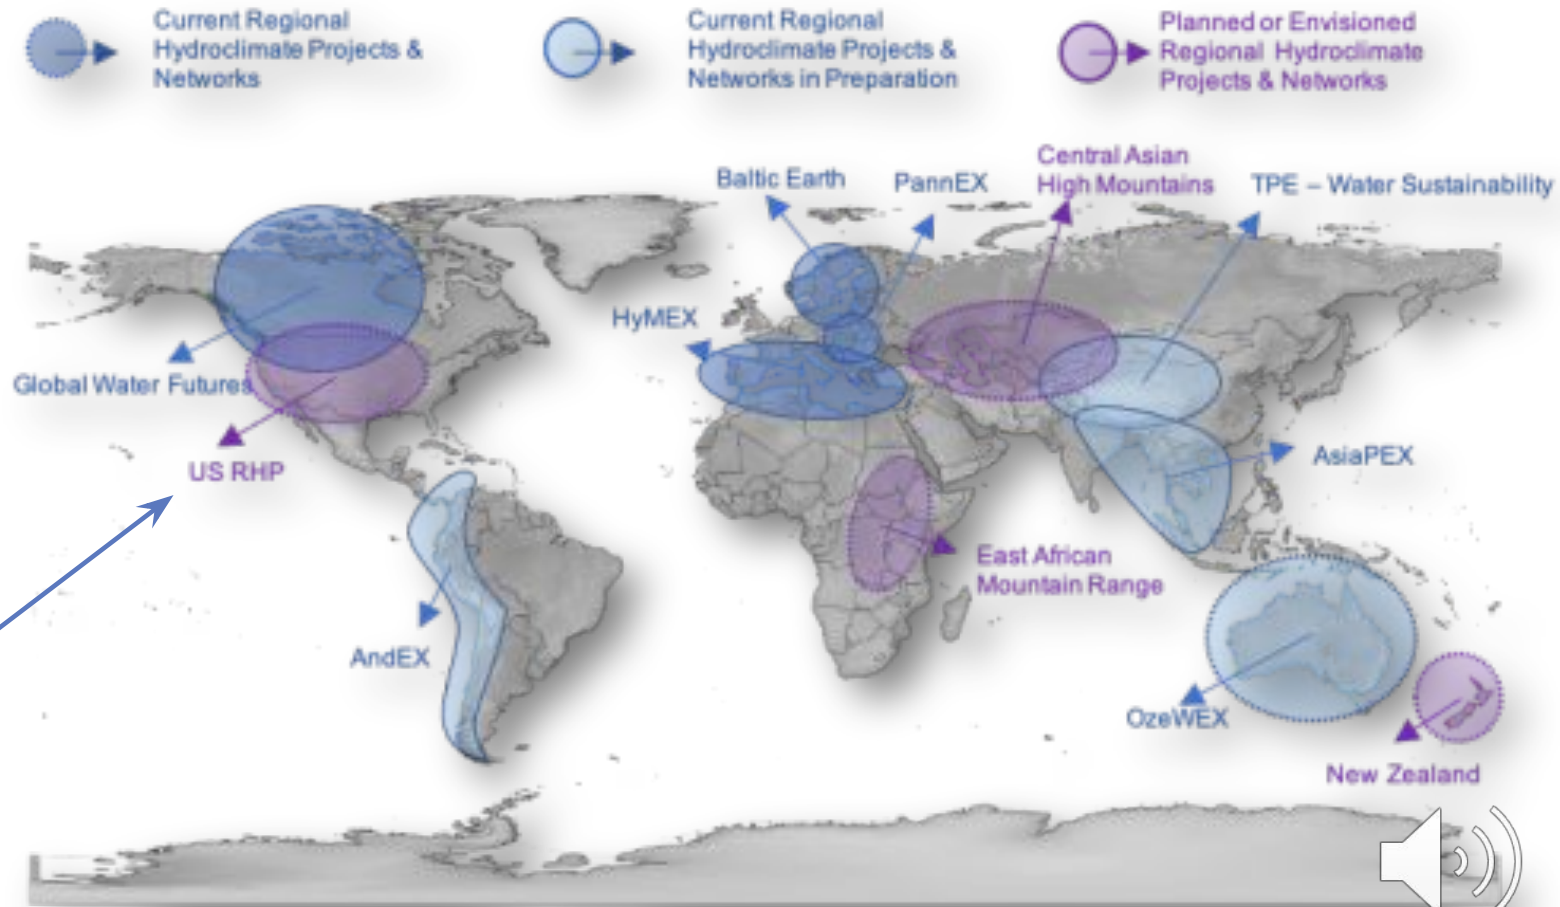 Current Regional
Hydroclimate Projects &
Networks
Current Regional
Hydroclimate Projects &
Networks in Preparation
Planned or Envisioned
Regional Hydroclimate
Projects & Networks
Central Asian
High Mountains
Baltic Earth
PannEX
TPE – Water Sustainability
HyMEX
Global Water Futures
US RHP
AsiaPEX
East African
Mountain Range
AndEX
OzeWEX
New Zealand